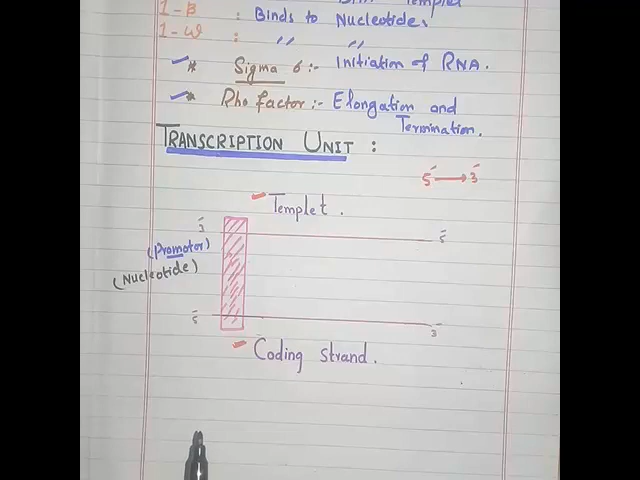 1-β : Binds to Nucleotide.
1-ω : ,, ,,
* Sigma σ :- Initiation of RNA.
* Rho factor :- Elongation and
Termination.
TRANSCRIPTION UNIT :
5' → 3'
Templet.
3' 5'
(Promotor)
(Nucleotide)
5' 3'
Coding strand.